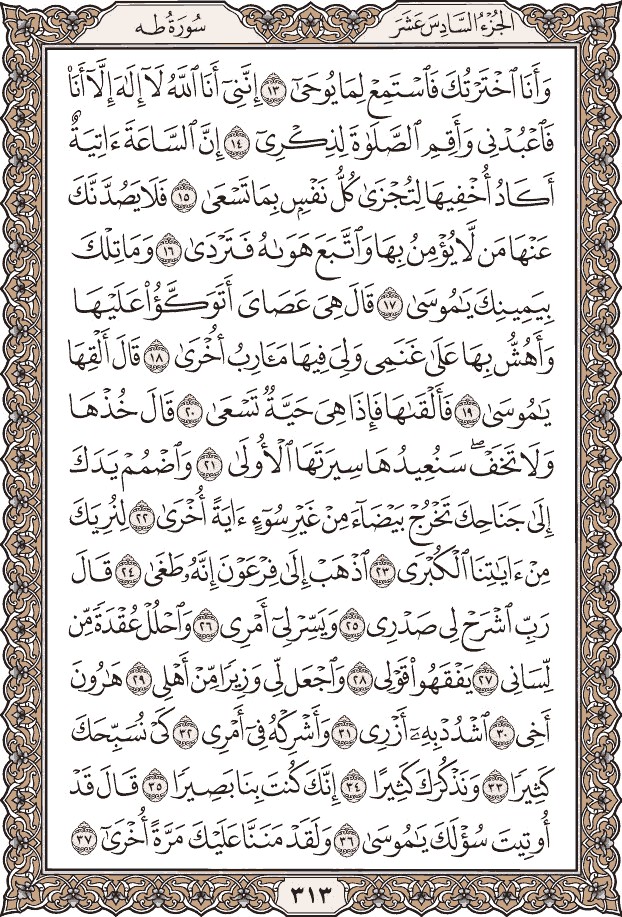 الجُزْءُ السَّادِسَ عَشَرَ
سُورَةُ طه
وَأَنَا ٱخْتَرْتُكَ فَٱسْتَمِعْ لِمَا يُوحَىٰٓ ١٣ إِنَّنِىٓ أَنَا ٱللَّهُ لَآ إِلَٰهَ إِلَّآ أَنَا۠
فَٱعْبُدْنِى وَأَقِمِ ٱلصَّلَوٰةَ لِذِكْرِىٓ ١٤ إِنَّ ٱلسَّاعَةَ ءَاتِيَةٌ
أَكَادُ أُخْفِيهَا لِتُجْزَىٰ كُلُّ نَفْسٍۭ بِمَا تَسْعَىٰ ١٥ فَلَا يَصُدَّنَّكَ
عَنْهَا مَن لَّا يُؤْمِنُ بِهَا وَٱتَّبَعَ هَوَىٰهُ فَتَرْدَىٰ ١٦ وَمَا تِلْكَ
بِيَمِينِكَ يَٰمُوسَىٰ ١٧ قَالَ هِىَ عَصَاىَ أَتَوَكَّؤُا۟ عَلَيْهَا
وَأَهُشُّ بِهَا عَلَىٰ غَنَمِى وَلِىَ فِيهَا مَـَٔارِبُ أُخْرَىٰ ١٨ قَالَ أَلْقِهَا
يَٰمُوسَىٰ ١٩ فَأَلْقَىٰهَا فَإِذَا هِىَ حَيَّةٌ تَسْعَىٰ ٢٠ قَالَ خُذْهَا
وَلَا تَخَفْ ۖ سَنُعِيدُهَا سِيرَتَهَا ٱلْأُولَىٰ ٢١ وَٱضْمُمْ يَدَكَ
إِلَىٰ جَنَاحِكَ تَخْرُجْ بَيْضَآءَ مِنْ غَيْرِ سُوٓءٍ ءَايَةً أُخْرَىٰ ٢٢ لِنُرِيَكَ
مِنْ ءَايَٰتِنَا ٱلْكُبْرَى ٢٣ ٱذْهَبْ إِلَىٰ فِرْعَوْنَ إِنَّهُۥ طَغَىٰ ٢٤ قَالَ
رَبِّ ٱشْرَحْ لِى صَدْرِى ٢٥ وَيَسِّرْ لِىٓ أَمْرِى ٢٦ وَٱحْلُلْ عُقْدَةً مِّن
لِّسَانِى ٢٧ يَفْقَهُوا۟ قَوْلِى ٢٨ وَٱجْعَل لِّى وَزِيرًا مِّنْ أَهْلِى ٢٩ هَٰرُونَ
أَخِى ٣٠ ٱشْدُدْ بِهِۦٓ أَزْرِى ٣١ وَأَشْرِكْهُ فِىٓ أَمْرِى ٣٢ كَىْ نُسَبِّحَكَ
كَثِيرًا ٣٣ وَنَذْكُرَكَ كَثِيرًا ٣٤ إِنَّكَ كُنتَ بِنَا بَصِيرًا ٣٥ قَالَ قَدْ
أُوتِيتَ سُؤْلَكَ يَٰمُوسَىٰ ٣٦ وَلَقَدْ مَنَنَّا عَلَيْكَ مَرَّةً أُخْرَىٰٓ ٣٧
٣١٣